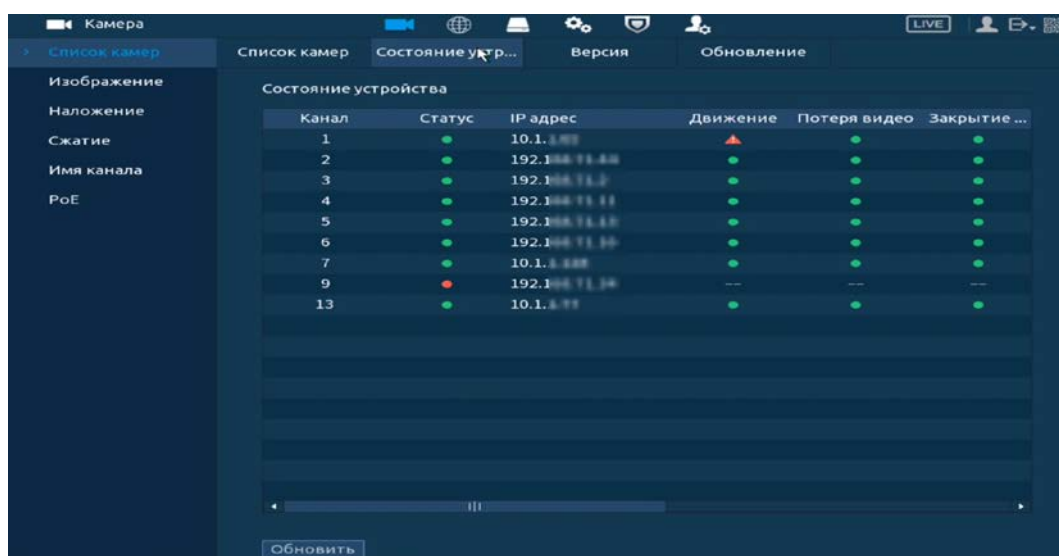 Камера
LIVE
Список камер
Изображение
Наложение
Сжатие
Имя канала
PoE
Список камер Состояние устр... Версия Обновление
Состояние устройства
Канал Статус IP адрес Движение Потеря видео Закрытие ...
1 10.1.
2 192.1
3 192.1
4 192.1
5 192.1
6 192.1
7 10.1.
9 192.1 -- -- --
13 10.1.
Обновить